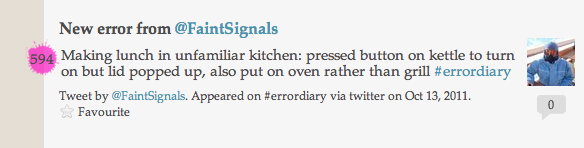 New error from @FaintSignals
594
Making lunch in unfamiliar kitchen: pressed button on kettle to turn
on but lid popped up, also put on oven rather than grill #errordiary
Tweet by @FaintSignals. Appeared on #errordiary via twitter on Oct 13, 2011.
Favourite
0